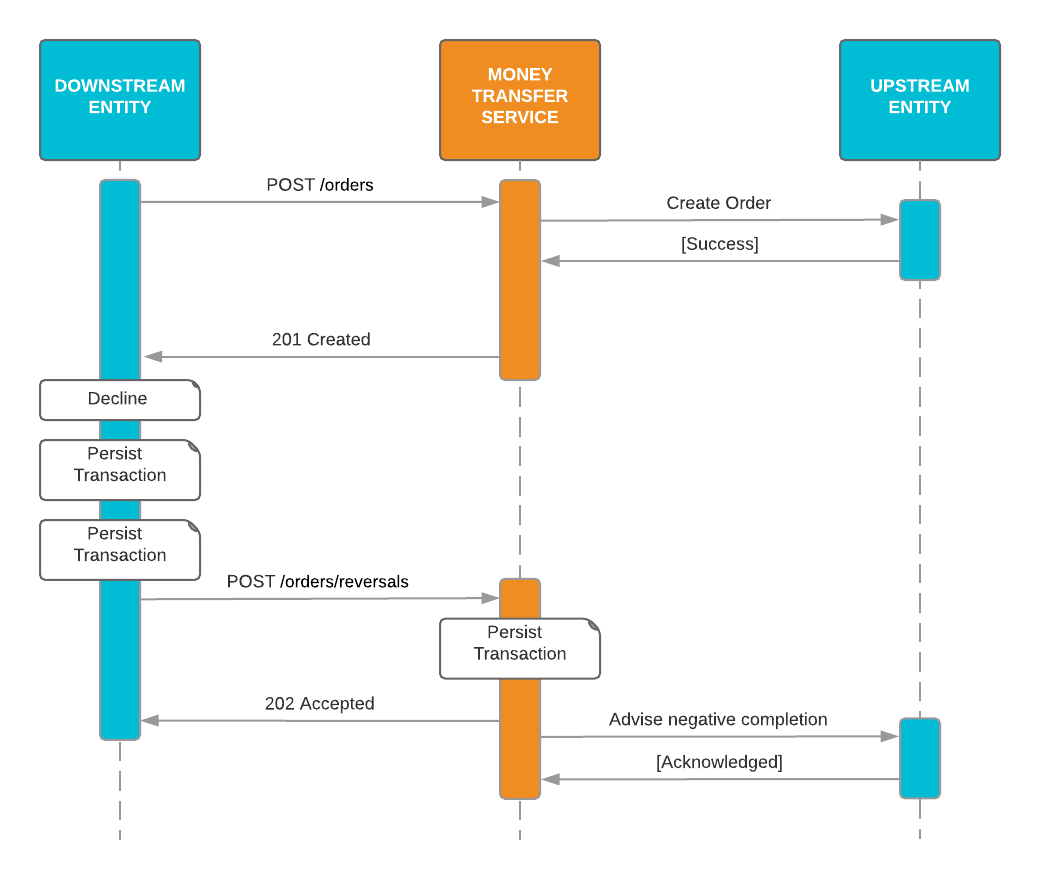 DOWNSTREAM
ENTITY
MONEY
TRANSFER
SERVICE
UPSTREAM
ENTITY
POST /orders
Create Order
[Success]
201 Created
Decline
Persist
Transaction
Persist
Transaction
POST /orders/reversals
Persist
Transaction
202 Accepted
Advise negative completion
[Acknowledged]